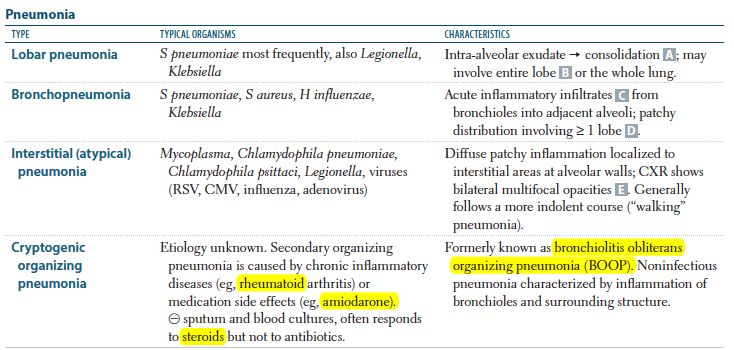 Pneumonia
TYPE TYPICAL ORGANISMS CHARACTERISTICS
Lobar pneumonia
S pneumoniae most frequently, also Legionella,
Klebsiella
Intra-alveolar exudate → consolidation A; may
involve entire lobe B or the whole lung.
Bronchopneumonia
S pneumoniae, S aureus, H influenzae,
Klebsiella
Acute inflammatory infiltrates C from
bronchioles into adjacent alveoli; patchy
distribution involving ≥ 1 lobe D.
Interstitial (atypical)
pneumonia
Mycoplasma, Chlamydophila pneumoniae,
Chlamydophila psittaci, Legionella, viruses
(RSV, CMV, influenza, adenovirus)
Diffuse patchy inflammation localized to
interstitial areas at alveolar walls; CXR shows
bilateral multifocal opacities E. Generally
follows a more indolent course (“walking”
pneumonia).
Cryptogenic
organizing
pneumonia
Etiology unknown. Secondary organizing
pneumonia is caused by chronic inflammatory
diseases (eg, rheumatoid arthritis) or
medication side effects (eg, amiodarone).
⊖ sputum and blood cultures, often responds
to steroids but not to antibiotics.
Formerly known as bronchiolitis obliterans
organizing pneumonia (BOOP). Noninfectious
pneumonia characterized by inflammation of
bronchioles and surrounding structure.